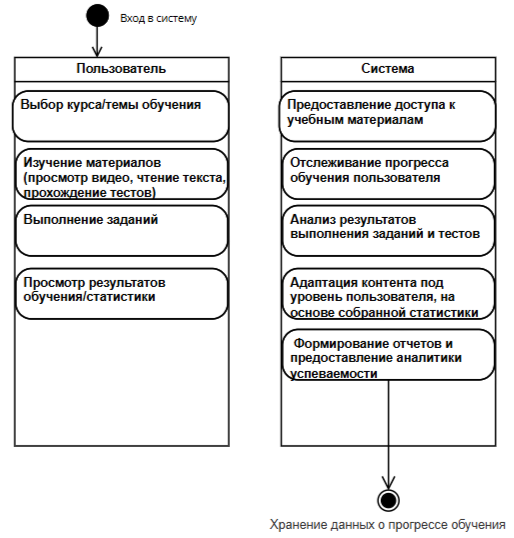 Вход в систему
Пользователь
Выбор курса/темы обучения
Изучение материалов
(просмотр видео, чтение текста,
прохождение тестов)
Выполнение заданий
Просмотр результатов
обучения/статистики
Система
Предоставление доступа к
учебным материалам
Отслеживание прогресса
обучения пользователя
Анализ результатов
выполнения заданий и тестов
Адаптация контента под
уровень пользователя, на
основе собранной статистики
Формирование отчетов и
предоставление аналитики
успеваемости
Хранение данных о прогрессе обучения